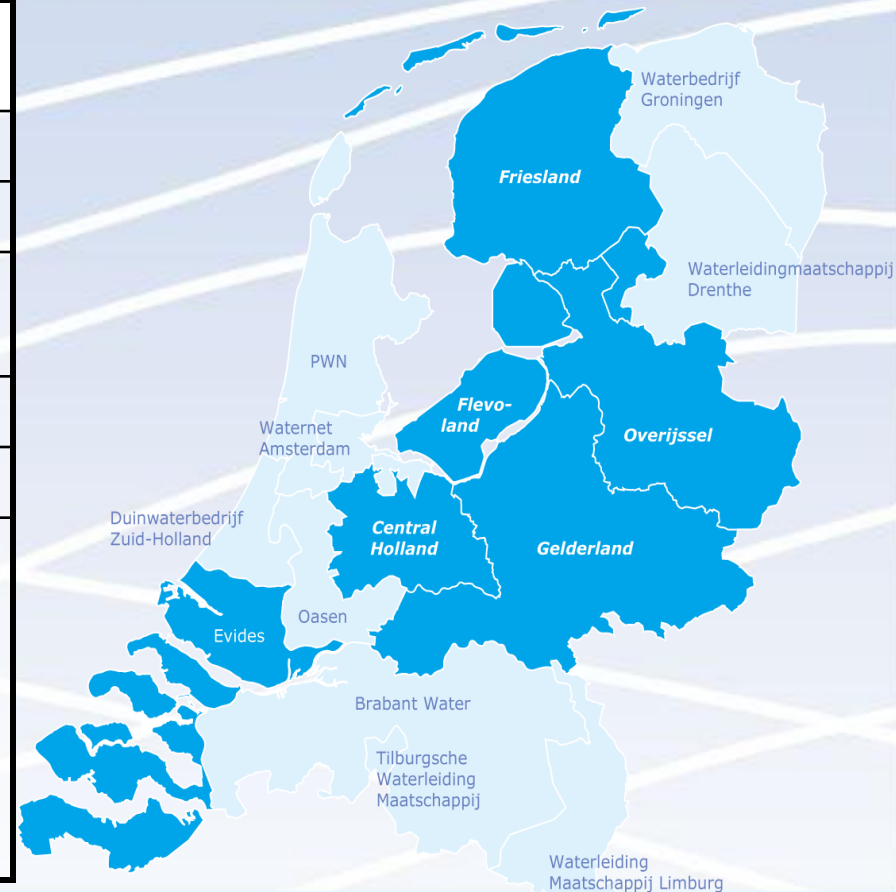 Waterbedrijf
Groningen
Friesland
Waterleidingmaatschappij
Drenthe
PWN
Flevo-
land
Waternet
Amsterdam
Overijssel
Duinwaterbedrijf
Zuid-Holland
Central
Holland
Gelderland
Oasen
Evides
Brabant Water
Tilburgsche
Waterleiding
Maatschappij
Waterleiding
Maatschappij Limburg